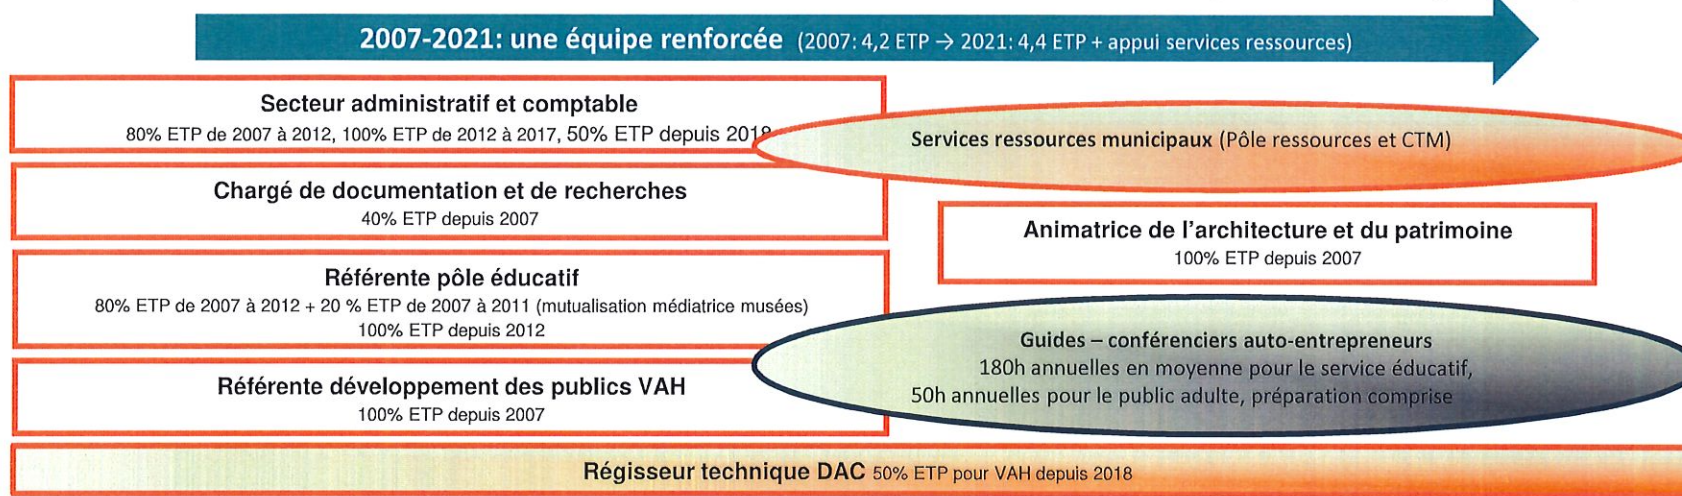 2007-2021: une équipe renforcée (2007: 4,2 ETP → 2021: 4,4 ETP + appui services ressources)
Secteur administratif et comptable
80% ETP de 2007 à 2012, 100% ETP de 2012 à 2017, 50% ETP depuis 2018
Services ressources municipaux (Pôle ressources et CTM)
Chargé de documentation et de recherches
40% ETP depuis 2007
Animatrice de l'architecture et du patrimoine
100% ETP depuis 2007
Référente pôle éducatif
80% ETP de 2007 à 2012 + 20 % ETP de 2007 à 2011 (mutualisation médiatrice musées)
100% ETP depuis 2012
Guides – conférenciers auto-entrepreneurs
180h annuelles en moyenne pour le service éducatif,
50h annuelles pour le public adulte, préparation comprise
Référente développement des publics VAH
100% ETP depuis 2007
Régisseur technique DAC 50% ETP pour VAH depuis 2018